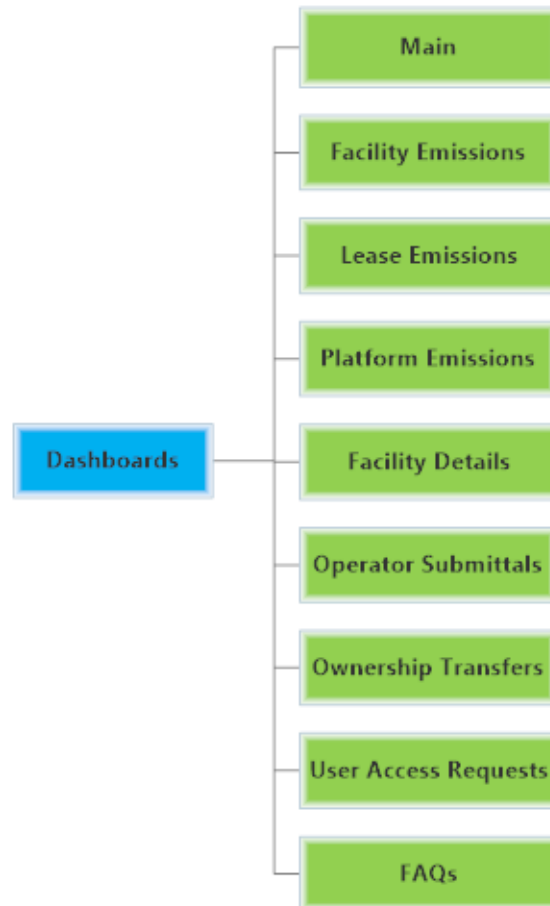 Main
Facility Emissions
Lease Emissions
Platform Emissions
Dashboards
Facility Details
Operator Submittals
Ownership Transfers
User Access Requests
FAQs